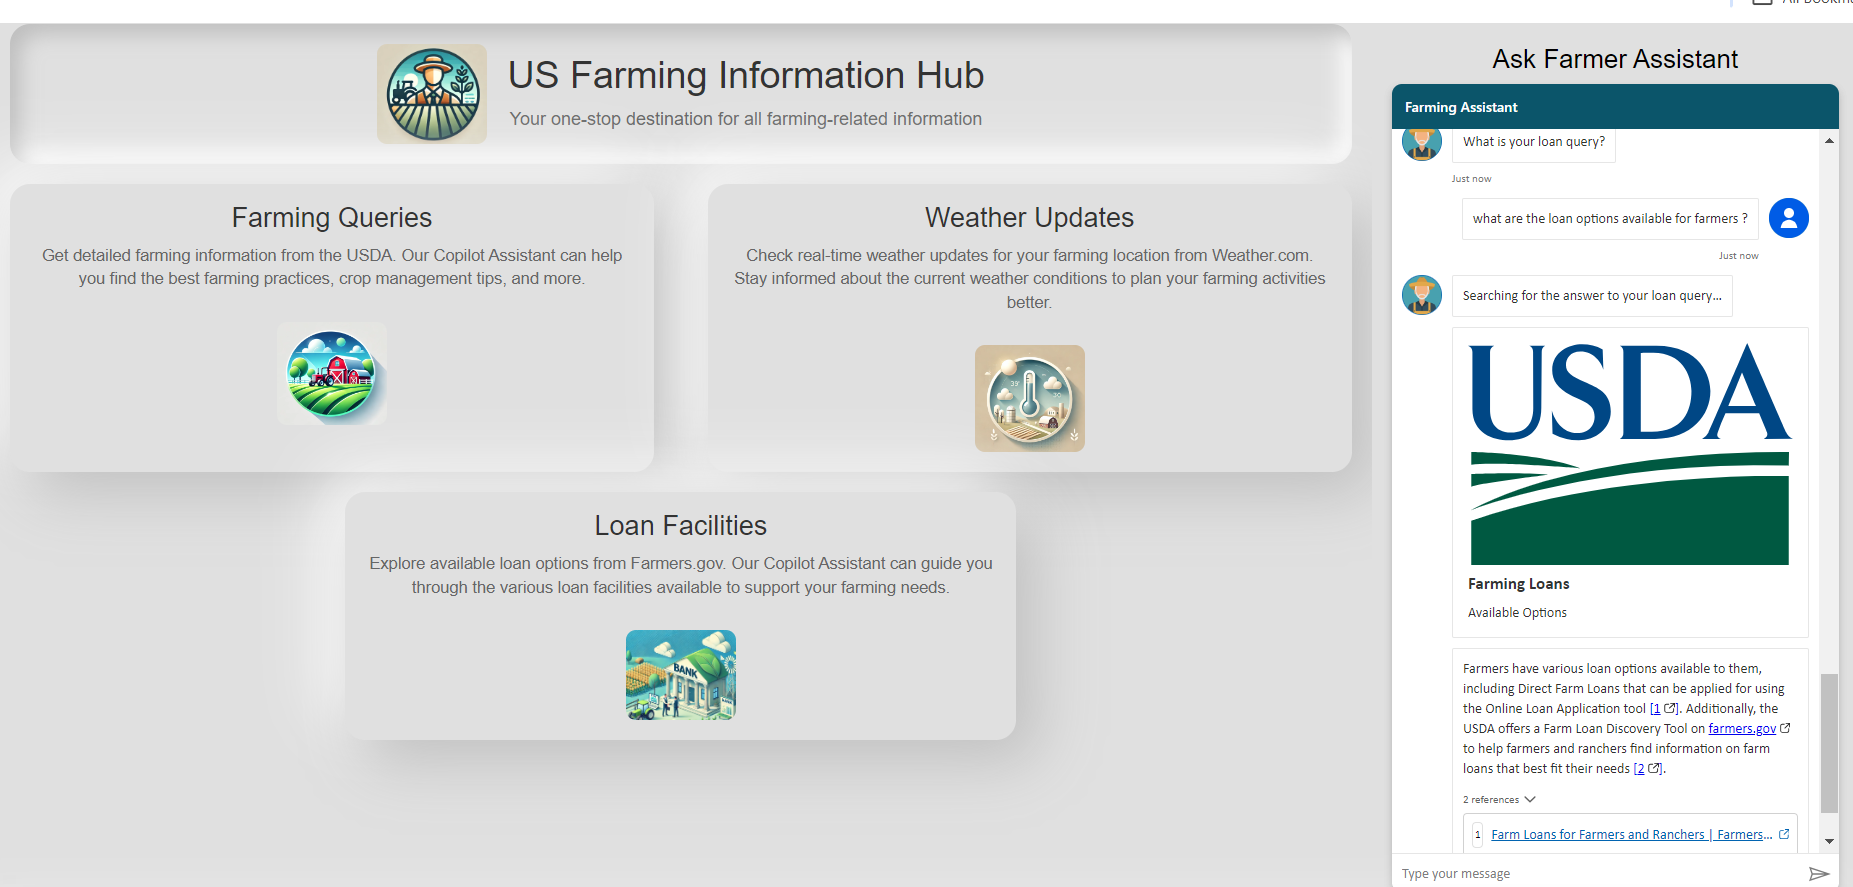 All Bookma
US Farming Information Hub
Your one-stop destination for all farming-related information
Farming Queries
Get detailed farming information from the USDA. Our Copilot Assistant can help
you find the best farming practices, crop management tips, and more.
Weather Updates
Check real-time weather updates for your farming location from Weather.com.
Stay informed about the current weather conditions to plan your farming activities
better.
Loan Facilities
Explore available loan options from Farmers.gov. Our Copilot Assistant can guide you
through the various loan facilities available to support your farming needs.
BANK
Ask Farmer Assistant
Farming Assistant
What is your loan query?
Just now
what are the loan options available for farmers ?
Just now
Searching for the answer to your loan query...
USDA
Farming Loans
Available Options
Farmers have various loan options available to them,
including Direct Farm Loans that can be applied for using
the Online Loan Application tool [1]. Additionally, the
USDA offers a Farm Loan Discovery Tool on farmers.gov
to help farmers and ranchers find information on farm
loans that best fit their needs [2].
2 references
1 Farm Loans for Farmers and Ranchers | Farmers...
Type your message